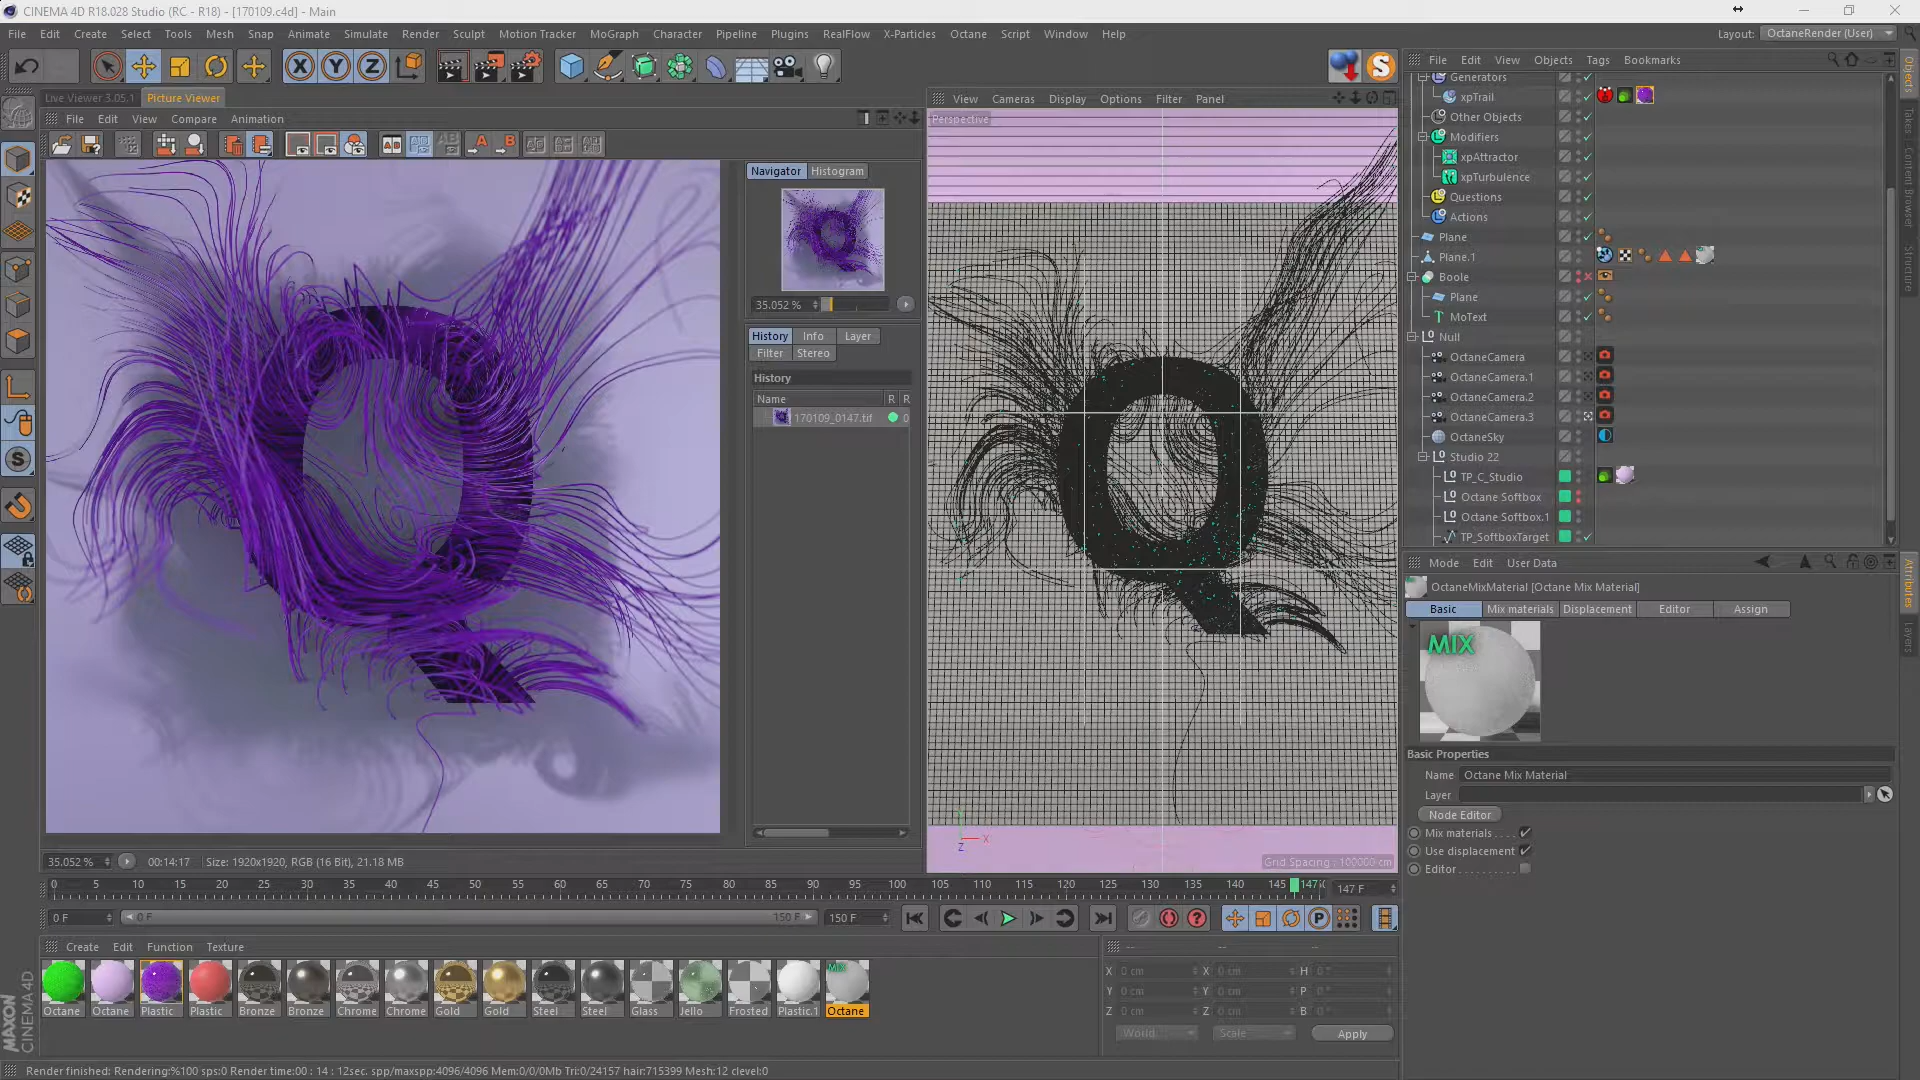 CINEMA 4D R18.028 Studio (RC - R18) - [170109.c4d] - Main
File Edit Create Select Tools Mesh Snap Animate Simulate Render Sculpt Motion Tracker MoGraph Character Pipeline Plugins RealFlow X-Particles Octane Script Window Help
Layout: OctaneRender (User)
Live Viewer 3.05.1 Picture Viewer
File Edit View Compare Animation
View Cameras Display Options Filter Panel
Perspective
Navigator Histogram
35.052 %
History Info Layer
Filter Stereo
History
Name R R
170109_0147.tif 0
Grid Spacing : 100000 cm
35.052 % 00:14:17 Size: 1920x1920, RGB (16 Bit), 21.18 MB
File Edit View Objects Tags Bookmarks
Generators
xpTrail
Other Objects
Modifiers
xpAttractor
xpTurbulence
Questions
Actions
Plane
Plane.1
Boole
Plane
MoText
Null
OctaneCamera
OctaneCamera.1
OctaneCamera.2
OctaneCamera.3
OctaneSky
Studio 22
TP_C_Studio
Octane Softbox
Octane Softbox.1
TP_SoftboxTarget
Objects
Takes
Content Browser
Structure
Mode Edit User Data
OctaneMixMaterial [Octane Mix Material]
Basic Mix materials Displacement Editor Assign
MIX
Basic Properties
Name Octane Mix Material
Layer
Node Editor
Mix materials
Use displacement
Editor
Attributes
Layers
0 5 10 15 20 25 30 35 40 45 50 55 60 65 70 75 80 85 90 95 100 105 110 115 120 125 130 135 140 145 147 147 F
0 F 0 F 150 F 150 F
Create Edit Function Texture
MIX
Octane Octane Plastic Plastic Bronze Bronze Chrome Chrome Gold Gold Steel Steel Glass Jello Frosted Plastic.1 Octane
X 0 cm X 0 cm H 0 °
Y 0 cm Y 0 cm P 0 °
Z 0 cm Z 0 cm B 0 °
World Scale Apply
MAXON CINEMA 4D
Render finished: Rendering:%100 sps:0 Render time:00 : 14 : 12sec. spp/maxspp:4096/4096 Mem:0/0/0Mb Tri:0/24157 hair:715399 Mesh:12 clevel:0